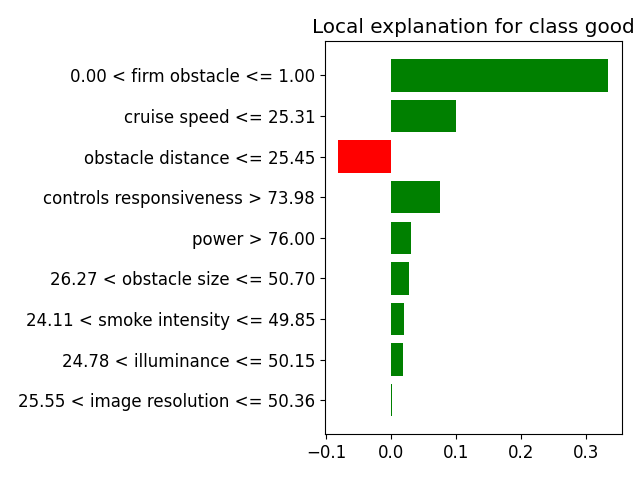 Local explanation for class good
0.00 < firm obstacle <= 1.00
cruise speed <= 25.31
obstacle distance <= 25.45
controls responsiveness > 73.98
power > 76.00
26.27 < obstacle size <= 50.70
24.11 < smoke intensity <= 49.85
24.78 < illuminance <= 50.15
25.55 < image resolution <= 50.36
−0.1 0.0 0.1 0.2 0.3